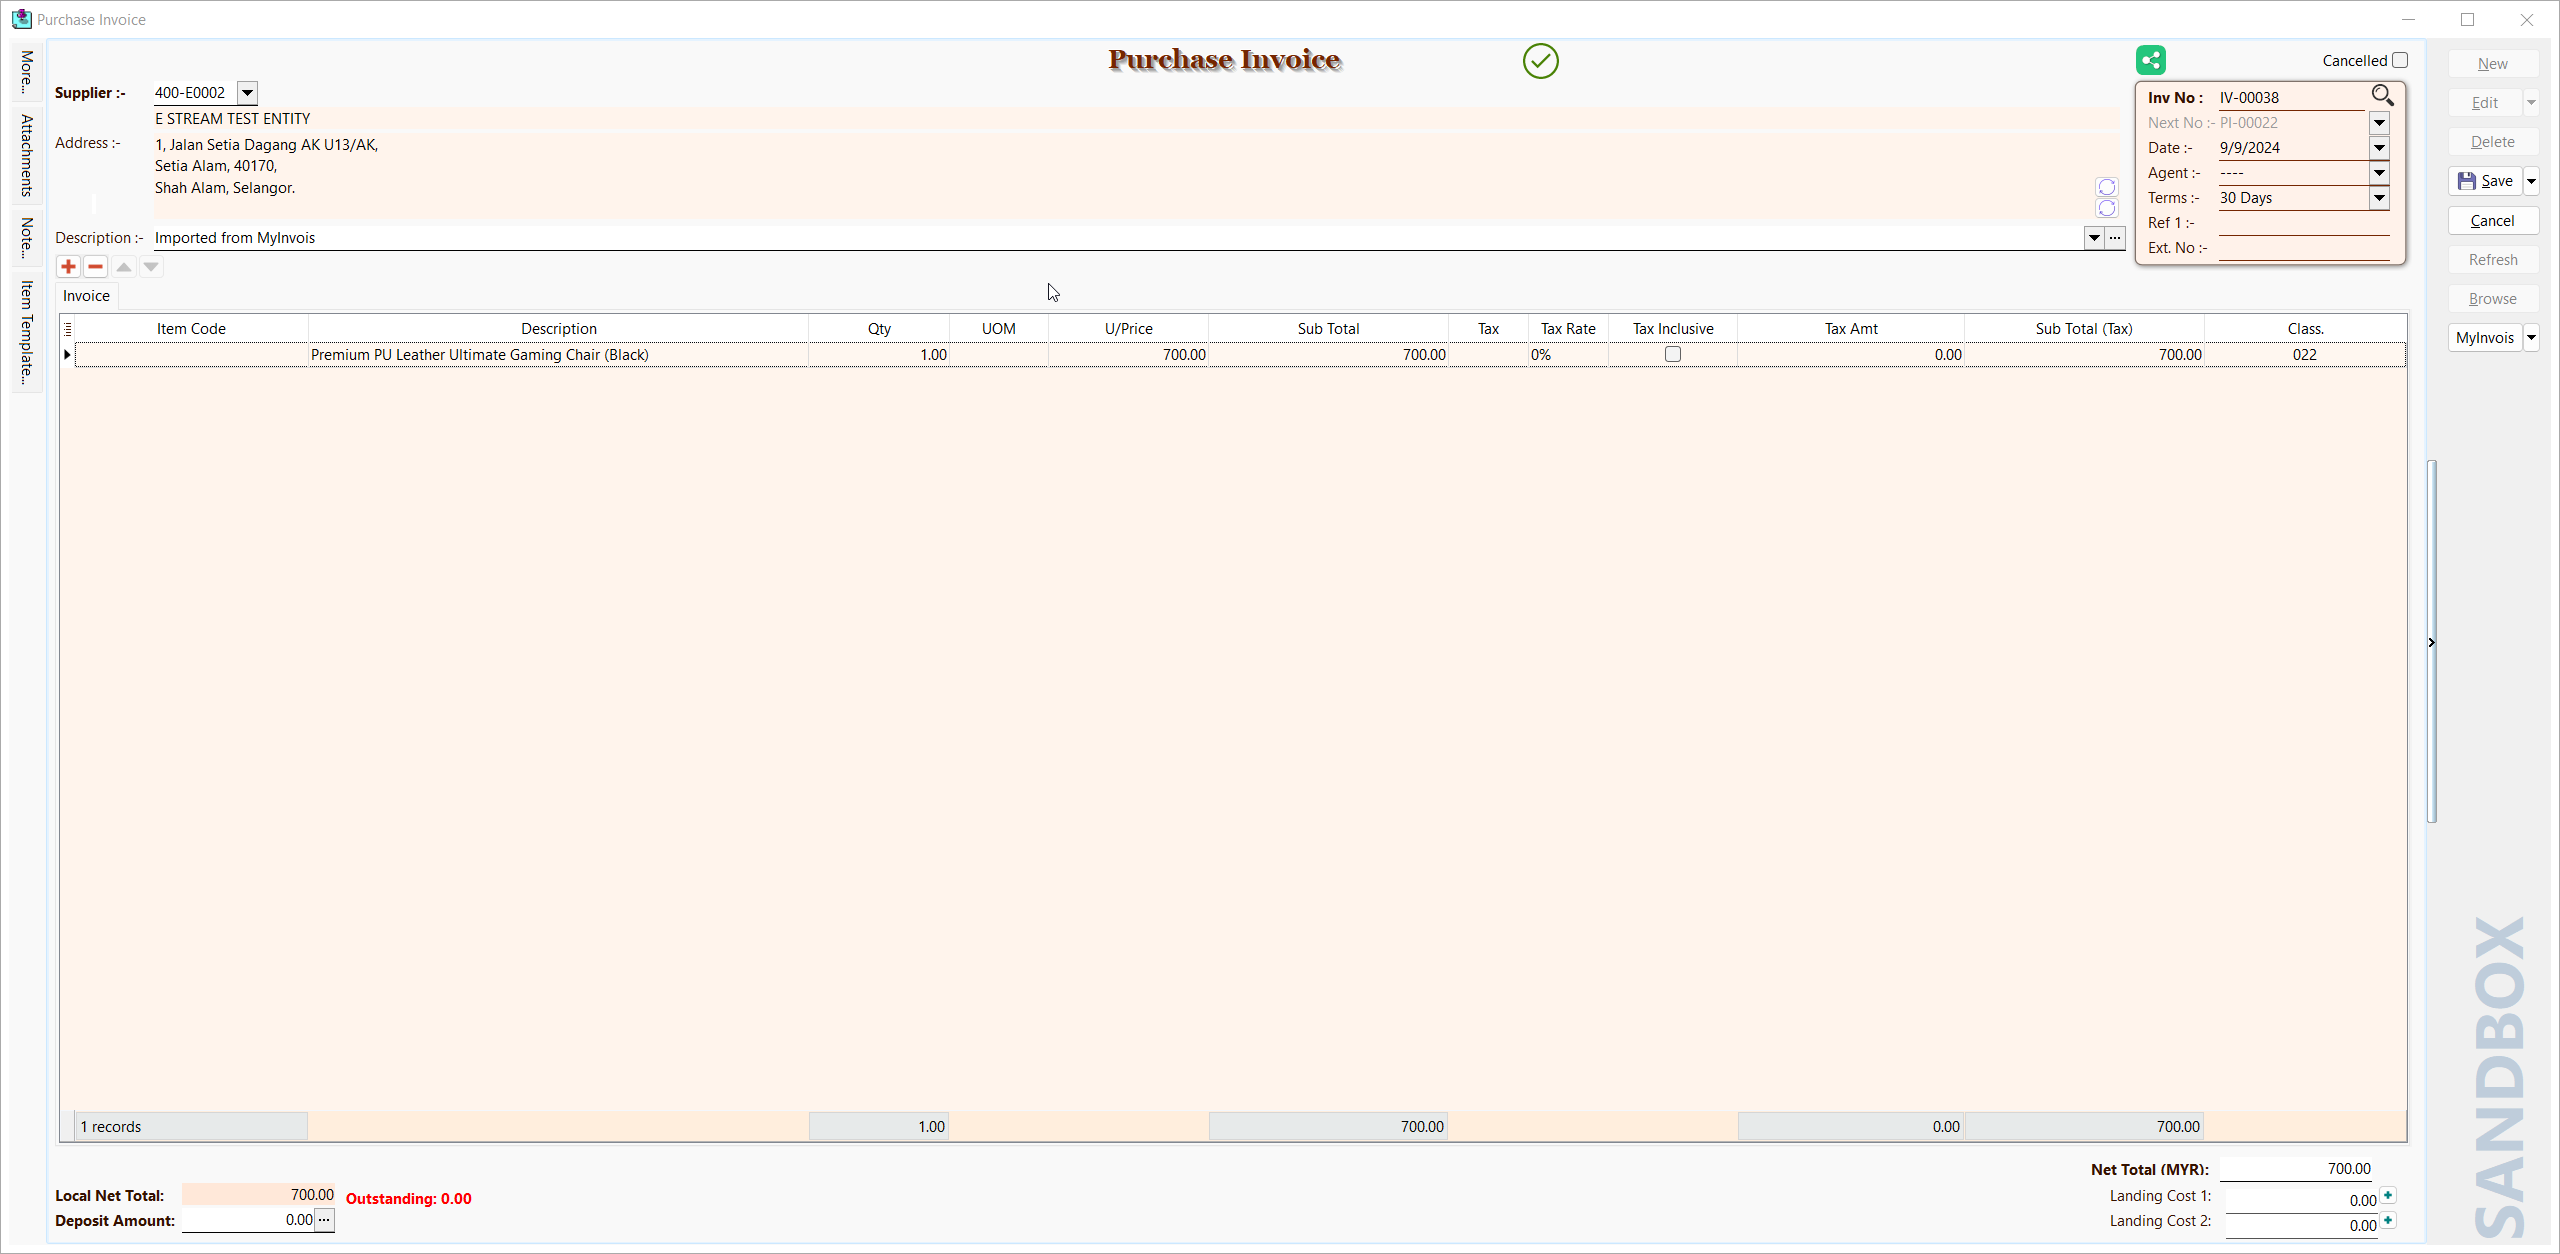 Purchase Invoice
More...
Attachments
Note...
Item Template...
Purchase Invoice
Cancelled
Supplier :- 400-E0002
E STREAM TEST ENTITY
Address :- 1, Jalan Setia Dagang AK U13/AK,
Setia Alam, 40170,
Shah Alam, Selangor.
Description :- Imported from MyInvois ...
Inv No : IV-00038
Next No :- PI-00022
Date :- 9/9/2024
Agent :- ----
Terms :- 30 Days
Ref 1 :-
Ext. No :-
New
Edit
Delete
Save
Cancel
Refresh
Browse
MyInvois
Invoice
Item Code Description Qty UOM U/Price Sub Total Tax Tax Rate Tax Inclusive Tax Amt Sub Total (Tax) Class.
Premium PU Leather Ultimate Gaming Chair (Black) 1.00 700.00 700.00 0% 0.00 700.00 022
1 records 1.00 700.00 0.00 700.00
Local Net Total: 700.00 Outstanding: 0.00
Deposit Amount: 0.00 ...
Net Total (MYR): 700.00
Landing Cost 1: 0.00
Landing Cost 2: 0.00
SANDBOX